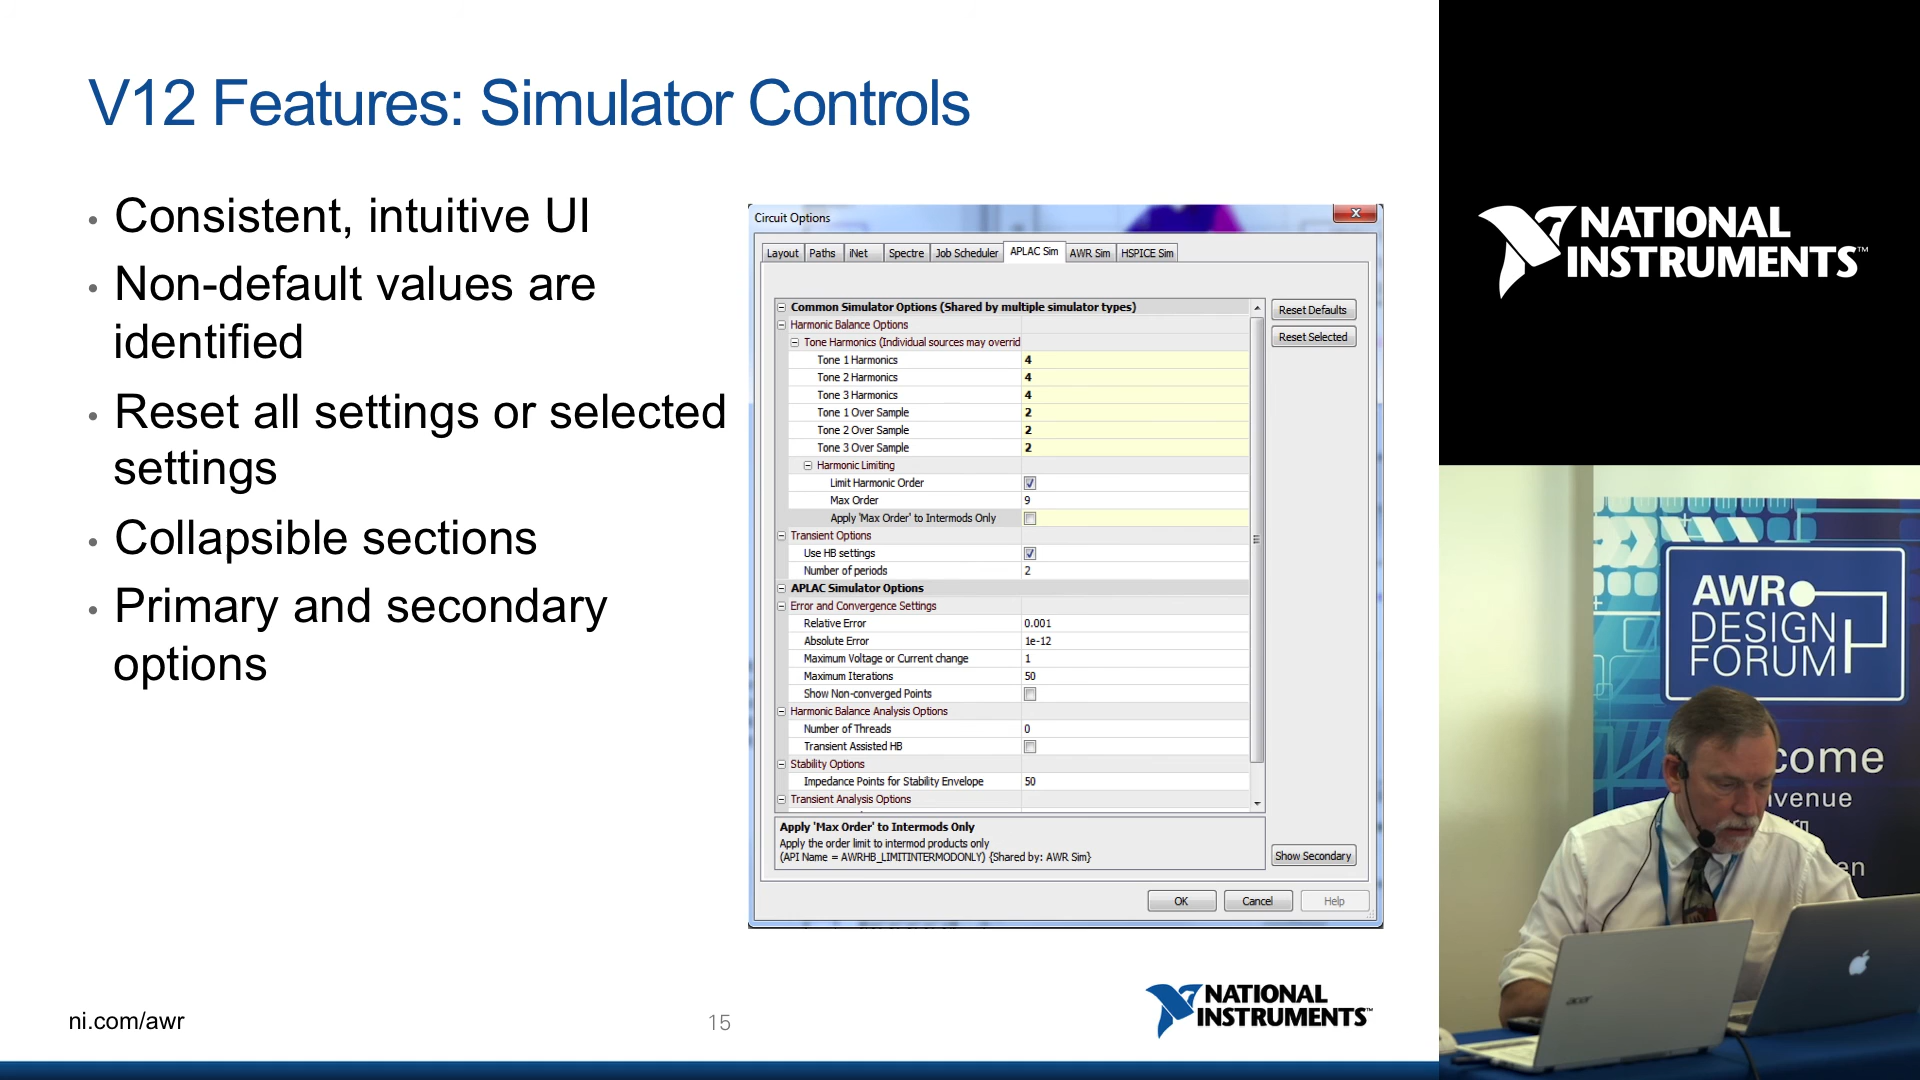 V12 Features: Simulator Controls
• Consistent, intuitive UI
• Non-default values are
identified
• Reset all settings or selected
settings
• Collapsible sections
• Primary and secondary
options
Circuit Options
Layout Paths iNet Spectre Job Scheduler APLAC Sim AWR Sim HSPICE Sim
Common Simulator Options (Shared by multiple simulator types)
Harmonic Balance Options
Tone Harmonics (Individual sources may overrid
Tone 1 Harmonics 4
Tone 2 Harmonics 4
Tone 3 Harmonics 4
Tone 1 Over Sample 2
Tone 2 Over Sample 2
Tone 3 Over Sample 2
Harmonic Limiting
Limit Harmonic Order
Max Order 9
Apply 'Max Order' to Intermods Only
Transient Options
Use HB settings
Number of periods 2
APLAC Simulator Options
Error and Convergence Settings
Relative Error 0.001
Absolute Error 1e-12
Maximum Voltage or Current change 1
Maximum Iterations 50
Show Non-converged Points
Harmonic Balance Analysis Options
Number of Threads 0
Transient Assisted HB
Stability Options
Impedance Points for Stability Envelope 50
Transient Analysis Options
Reset Defaults
Reset Selected
Apply 'Max Order' to Intermods Only
Apply the order limit to intermod products only
(API Name = AWRHB_LIMITINTERMODONLY) {Shared by: AWR Sim}
Show Secondary
OK Cancel Help
ni.com/awr
15
NATIONAL
INSTRUMENTS™
NATIONAL
INSTRUMENTS™
AWR
DESIGN
FORUM
come
venue
en
acer